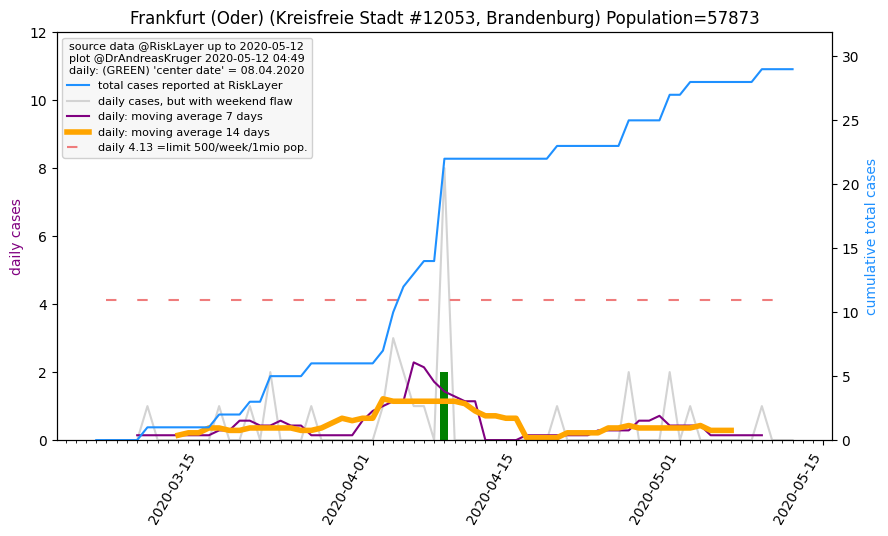 Frankfurt (Oder) (Kreisfreie Stadt #12053, Brandenburg) Population=57873
source data @RiskLayer up to 2020-05-12
plot @DrAndreasKruger 2020-05-12 04:49
daily: (GREEN) 'center date' = 08.04.2020
total cases reported at RiskLayer
daily cases, but with weekend flaw
daily: moving average 7 days
daily: moving average 14 days
daily 4.13 =limit 500/week/1mio pop.
daily cases
12
10
8
6
4
2
0
30
25
20
15
10
5
0
cumulative total cases
2020-03-15
2020-04-01
2020-04-15
2020-05-01
2020-05-15